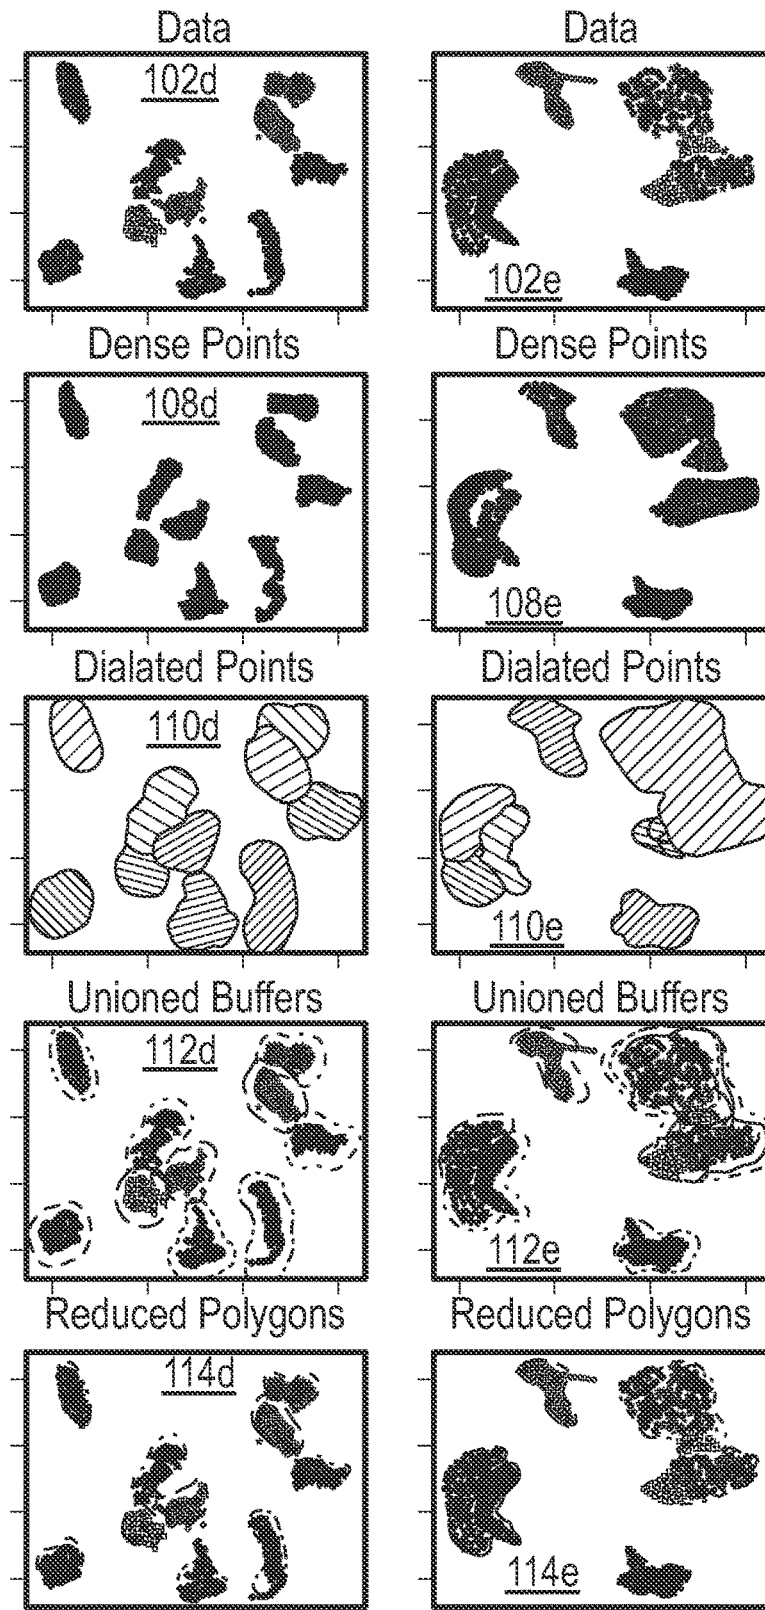 Data Data
102d
102e
Dense Points Dense Points
108d
108e
Dialated Points Dialated Points
110d
110e
Unioned Buffers Unioned Buffers
112d
112e
Reduced Polygons Reduced Polygons
114d
114e